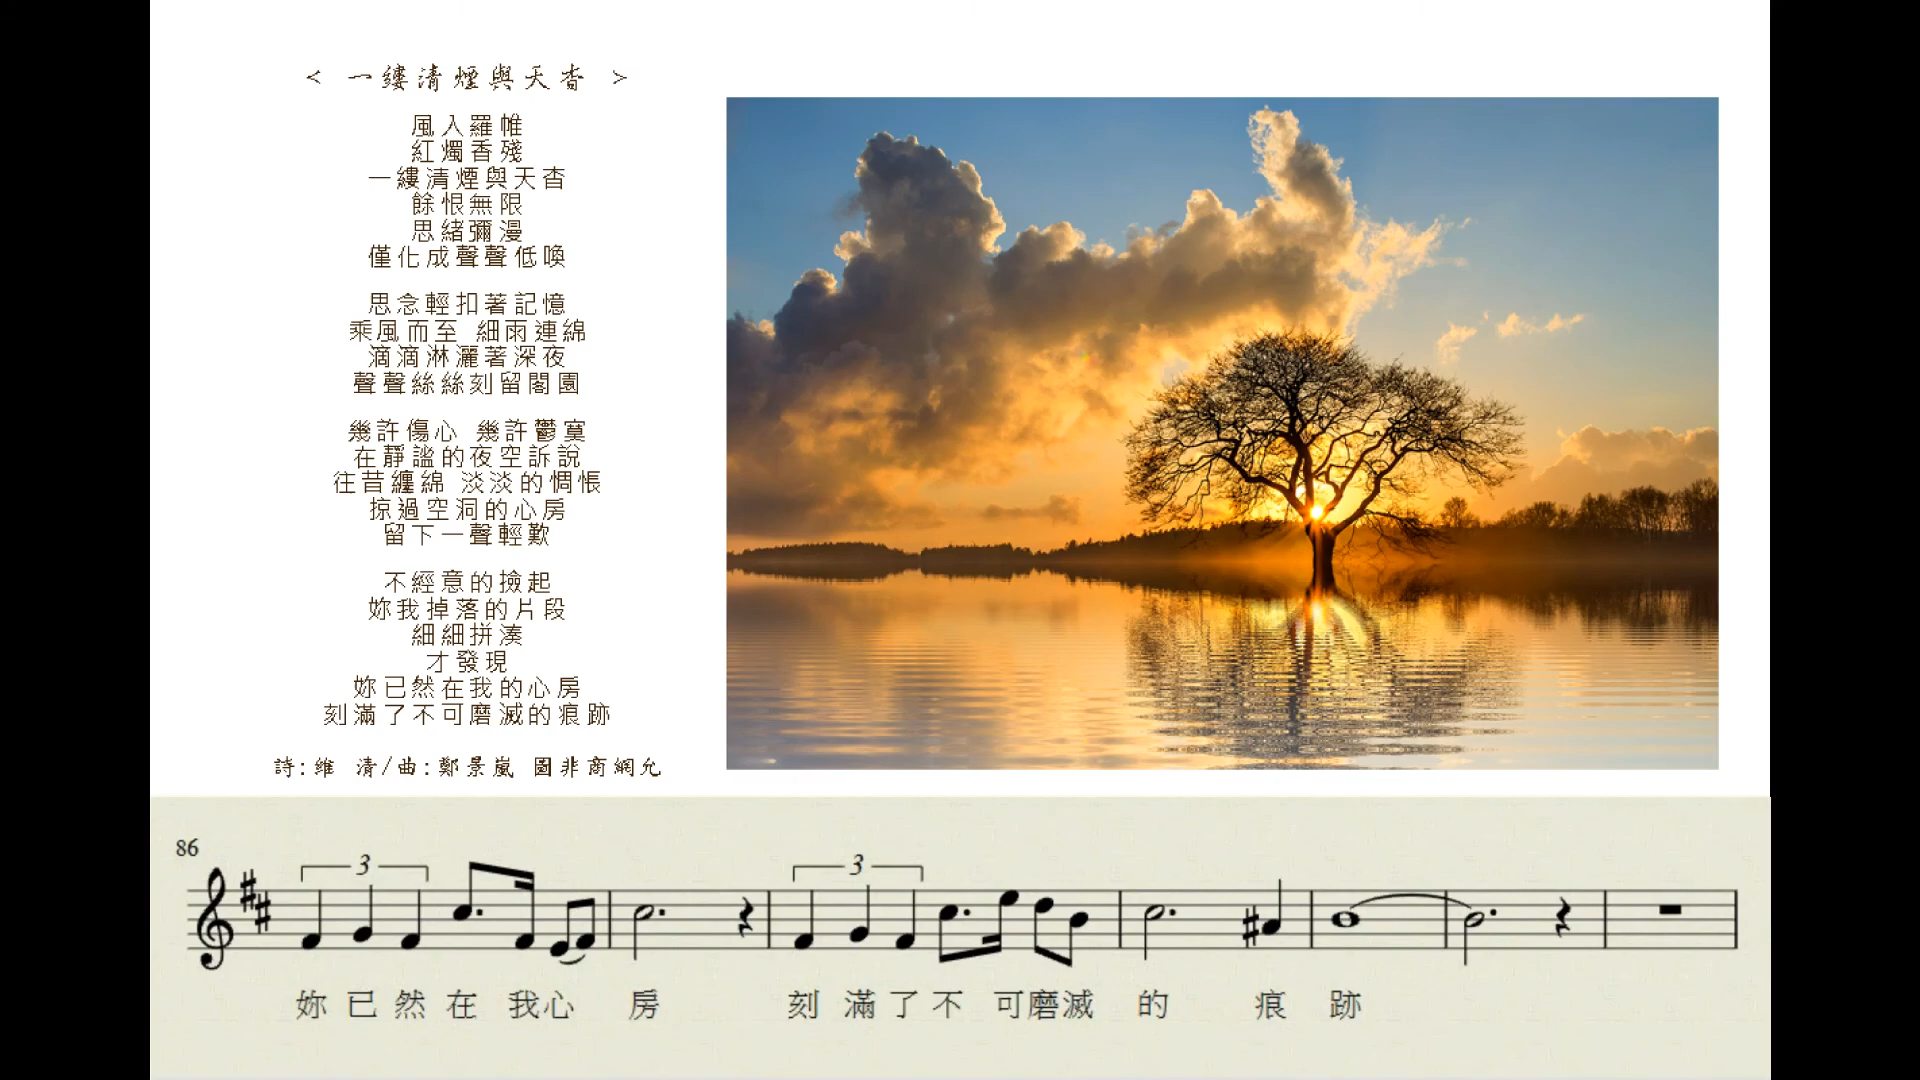 < 一縷清煙與天杳 >
風入羅帷
紅燭香殘
一縷清煙與天杳
餘恨無限
思緒彌漫
僅化成聲聲低喚
思念輕扣著記憶
乘風而至 細雨連綿
滴滴淋灑著深夜
聲聲絲絲刻留閣園
幾許傷心 幾許鬱寞
在靜謐的夜空訴說
往昔纏綿 淡淡的惆悵
掠過空洞的心房
留下一聲輕歎
不經意的撿起
妳我掉落的片段
細細拼湊
才發現
妳已然在我的心房
刻滿了不可磨滅的痕跡
詩:維 清/曲:鄭景嵐 圖非商網允
86
3 3
妳 已 然 在 我心 房 刻 滿 了 不 可磨滅 的 痕 跡